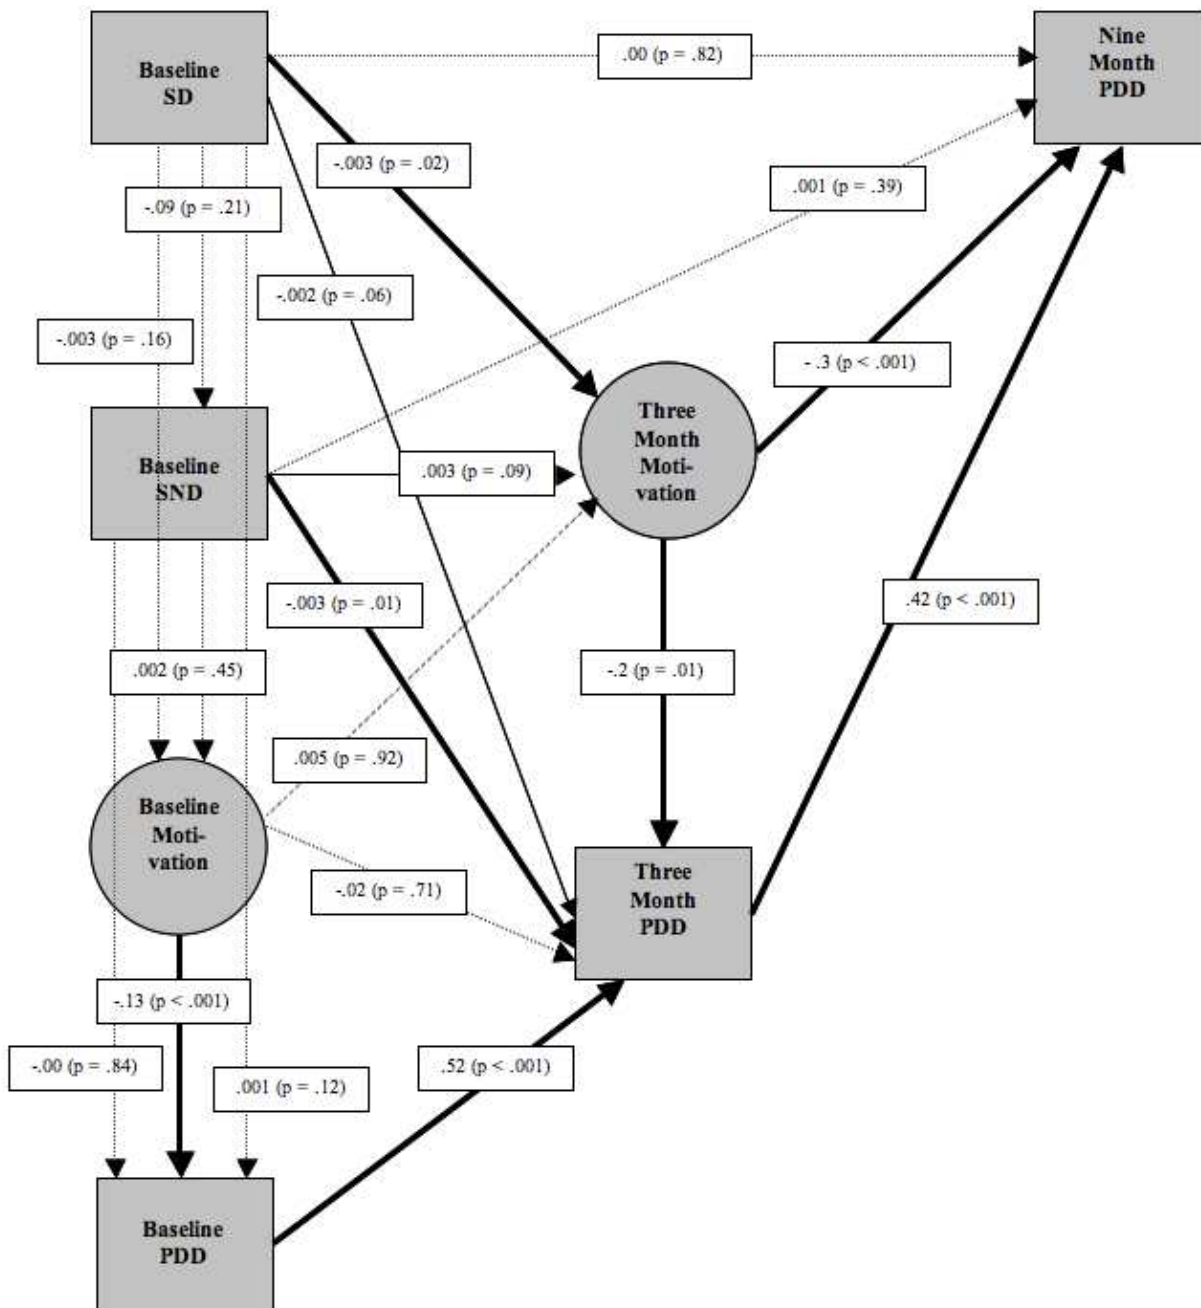 Baseline
SD
.00 (p = .82)
Nine
Month
PDD
-.003 (p = .02)
.001 (p = .39)
-.09 (p = .21)
-.002 (p = .06)
-.003 (p = .16)
- .3 (p < .001)
Three
Month
Moti-
vation
Baseline
SND
.003 (p = .09)
-.003 (p = .01)
.42 (p < .001)
.002 (p = .45)
-.2 (p = .01)
.005 (p = .92)
Baseline
Moti-
vation
-.02 (p = .71)
Three
Month
PDD
-.13 (p < .001)
-.00 (p = .84)
.001 (p = .12)
.52 (p < .001)
Baseline
PDD